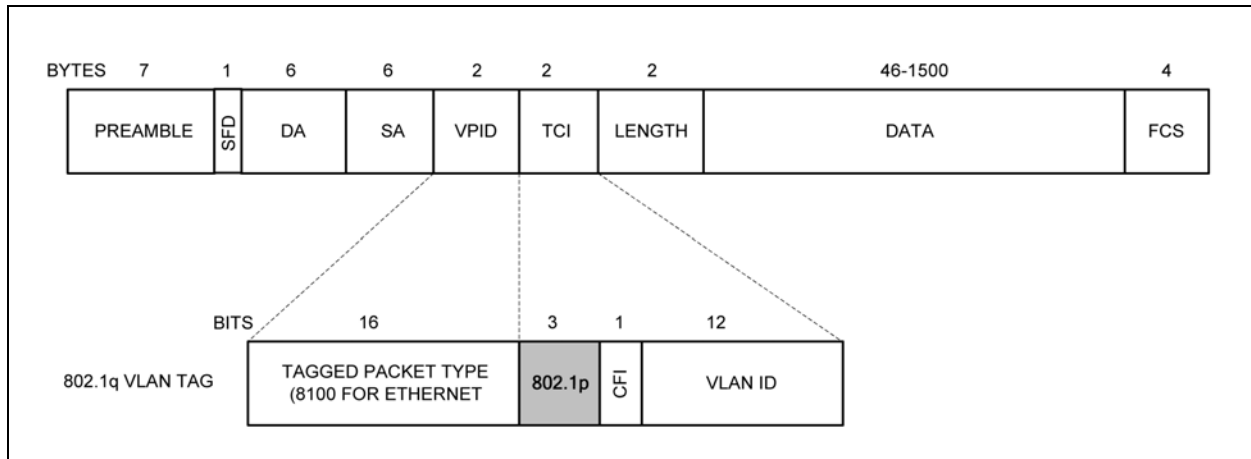 BYTES 7 1 6 6 2 2 2 46-1500 4
PREAMBLE SFD DA SA VPID TCI LENGTH DATA FCS
BITS 16 3 1 12
802.1q VLAN TAG
TAGGED PACKET TYPE
(8100 FOR ETHERNET
802.1p CFI VLAN ID